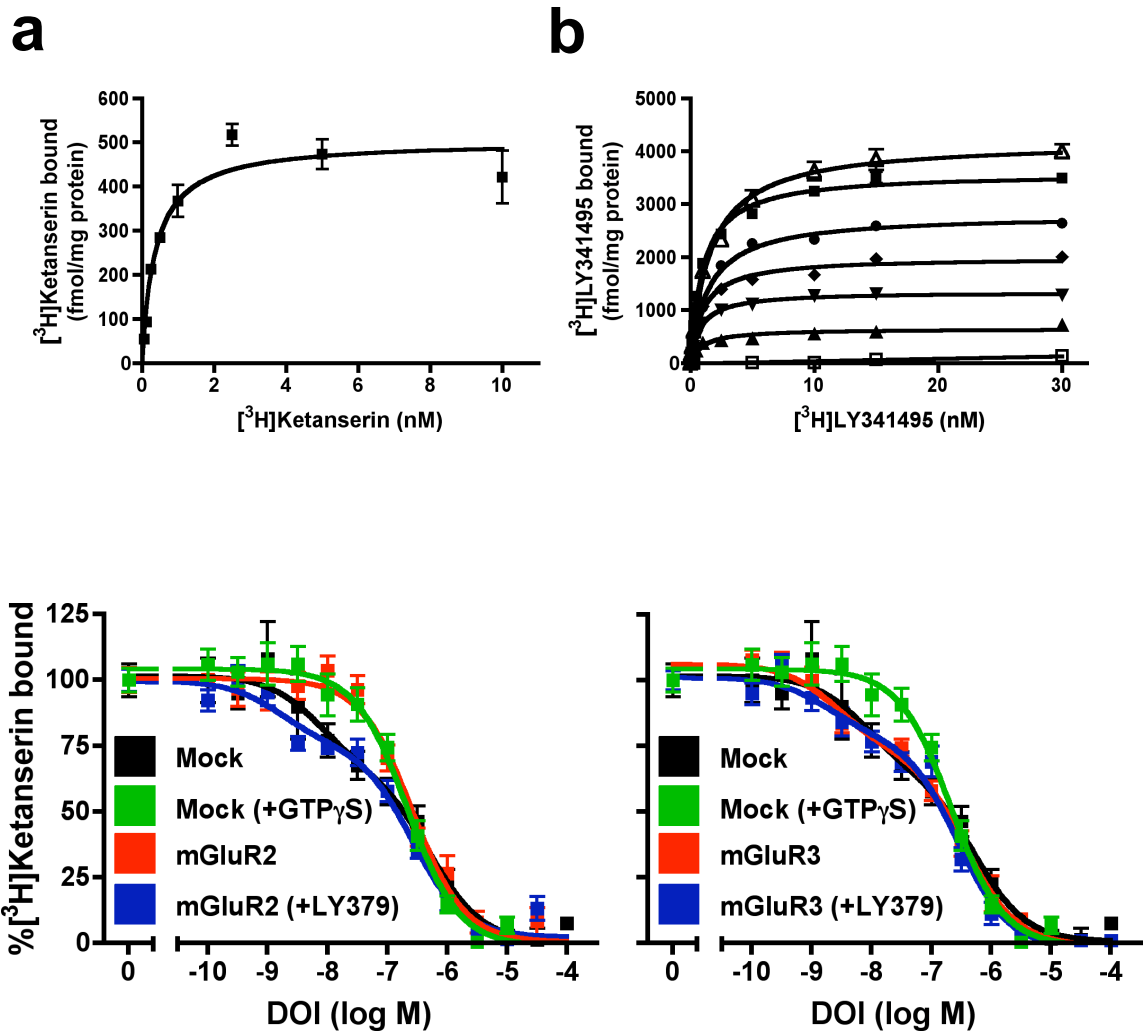 a
b
[³H]Ketanserin bound
(fmol/mg protein)
600
500
400
300
200
100
0
0 2 4 6 8 10
[³H]Ketanserin (nM)
[³H]LY341495 bound
(fmol/mg protein)
5000
4000
3000
2000
1000
0
0 10 20 30
[³H]LY341495 (nM)
%[³H]Ketanserin bound
125
100
75
50
25
0
Mock
Mock (+GTPγS)
mGluR2
mGluR2 (+LY379)
0 -10 -9 -8 -7 -6 -5 -4
DOI (log M)
Mock
Mock (+GTPγS)
mGluR3
mGluR3 (+LY379)
0 -10 -9 -8 -7 -6 -5 -4
DOI (log M)